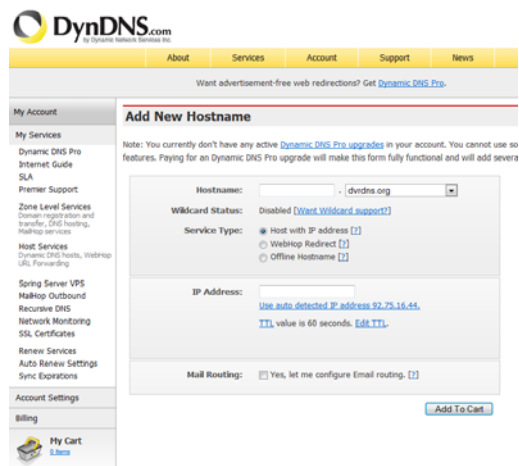 DynDNS.com
by Dynamic Network Services Inc.
About Services Account Support News
Want advertisement-free web redirections? Get Dynamic DNS Pro.
My Account
My Services
Dynamic DNS Pro
Internet Guide
SLA
Premier Support
Zone Level Services
Domain registration and
transfer, DNS hosting,
MailHop services
Host Services
Dynamic DNS hosts, WebHop
URL Forwarding
Spring Server VPS
MailHop Outbound
Recursive DNS
Network Monitoring
SSL Certificates
Renew Services
Auto Renew Settings
Sync Expirations
Account Settings
Billing
My Cart
0 items
Add New Hostname
Note: You currently don't have any active Dynamic DNS Pro upgrades in your account. You cannot use so
features. Paying for an Dynamic DNS Pro upgrade will make this form fully functional and will add severa
Hostname: . dvrdns.org
Wildcard Status: Disabled [Want Wildcard support?]
Service Type: Host with IP address [?]
WebHop Redirect [?]
Offline Hostname [?]
IP Address:
Use auto detected IP address 92.75.16.44.
TTL value is 60 seconds. Edit TTL.
Mail Routing: Yes, let me configure Email routing. [?]
Add To Cart